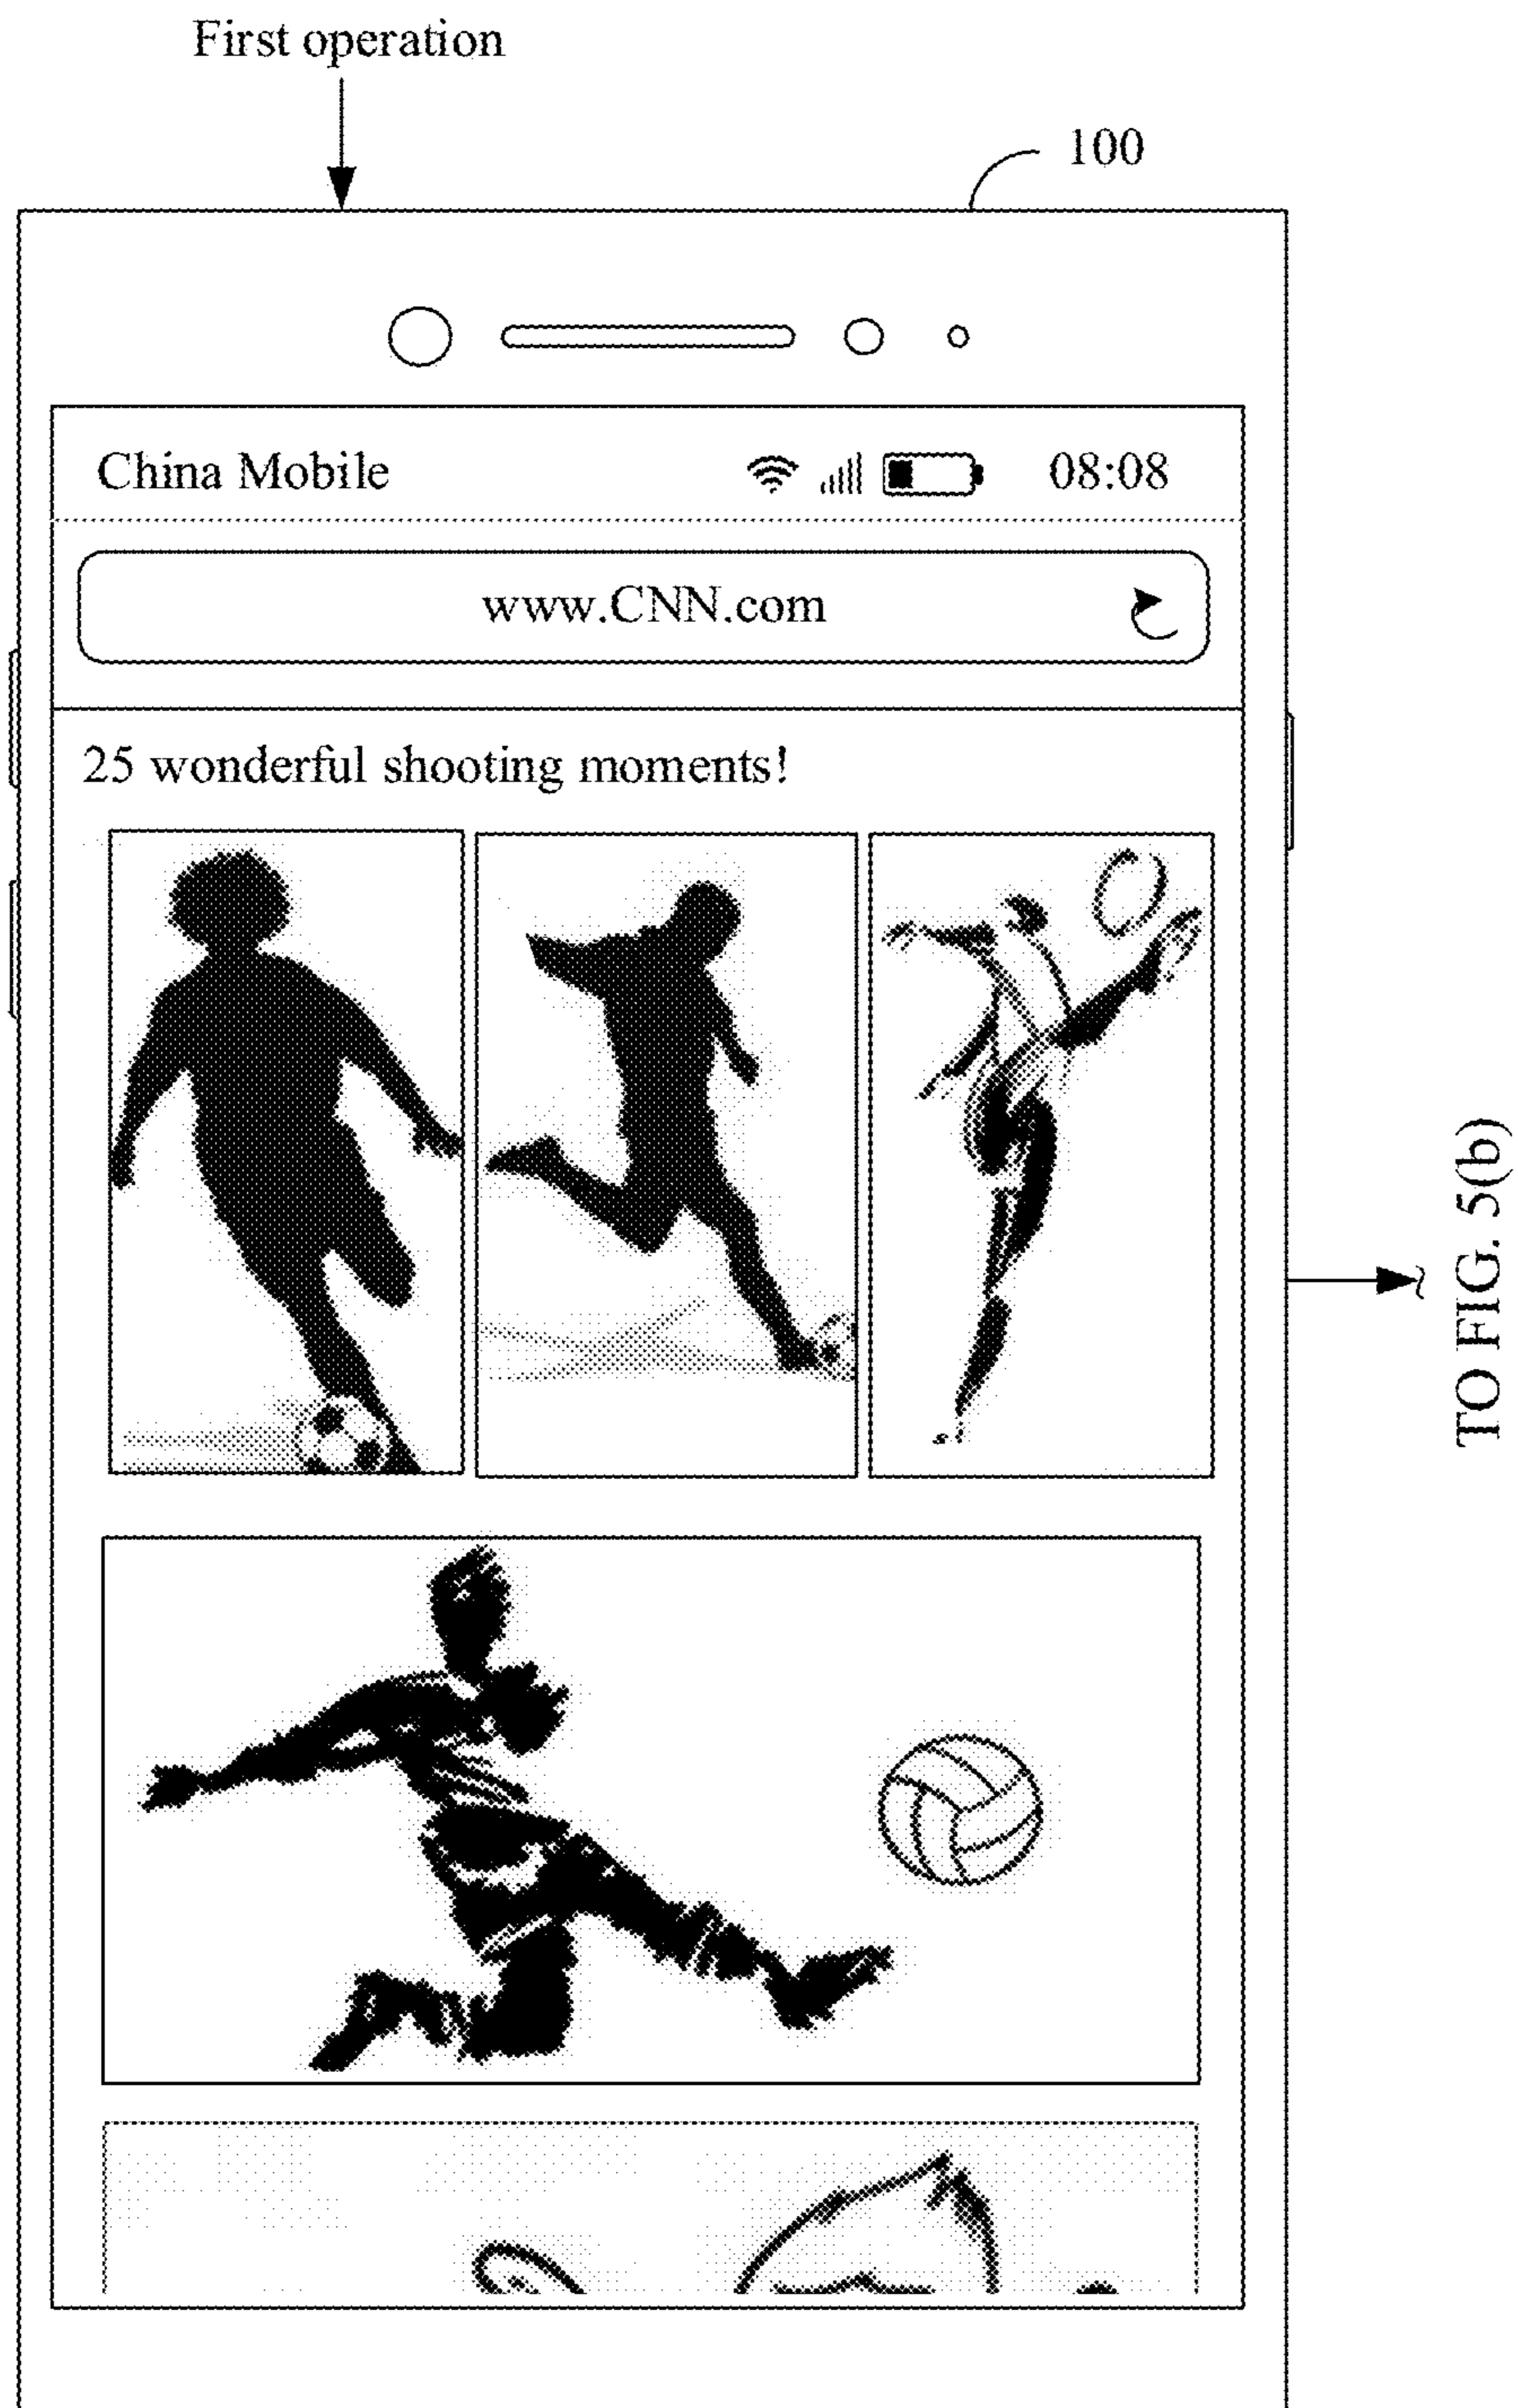 First operation
100
China Mobile 08:08
www.CNN.com
25 wonderful shooting moments!
TO FIG. 5(b)